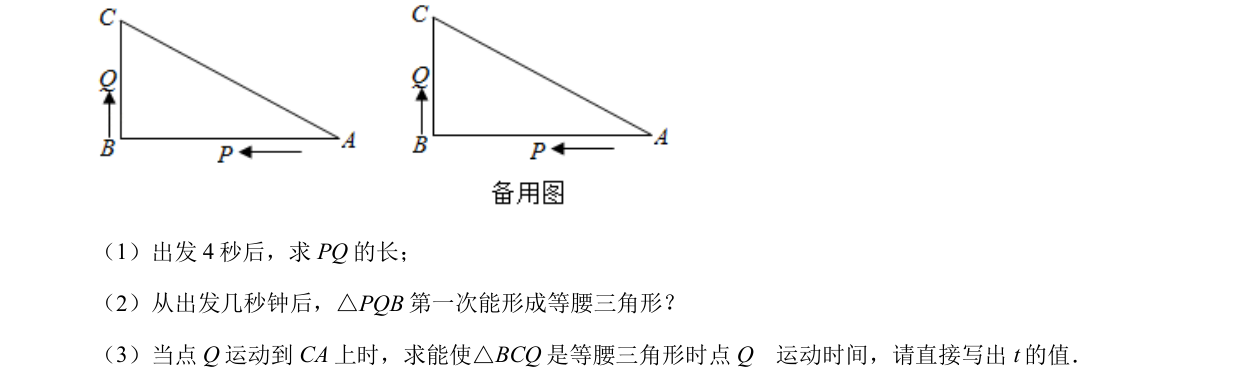 C C
Q Q
B P A B P A
备用图
（1）出发 4 秒后，求 PQ 的长；
（2）从出发几秒钟后，△PQB 第一次能形成等腰三角形？
（3）当点 Q 运动到 CA 上时，求能使△BCQ 是等腰三角形时点 Q 运动时间，请直接写出 t 的值．